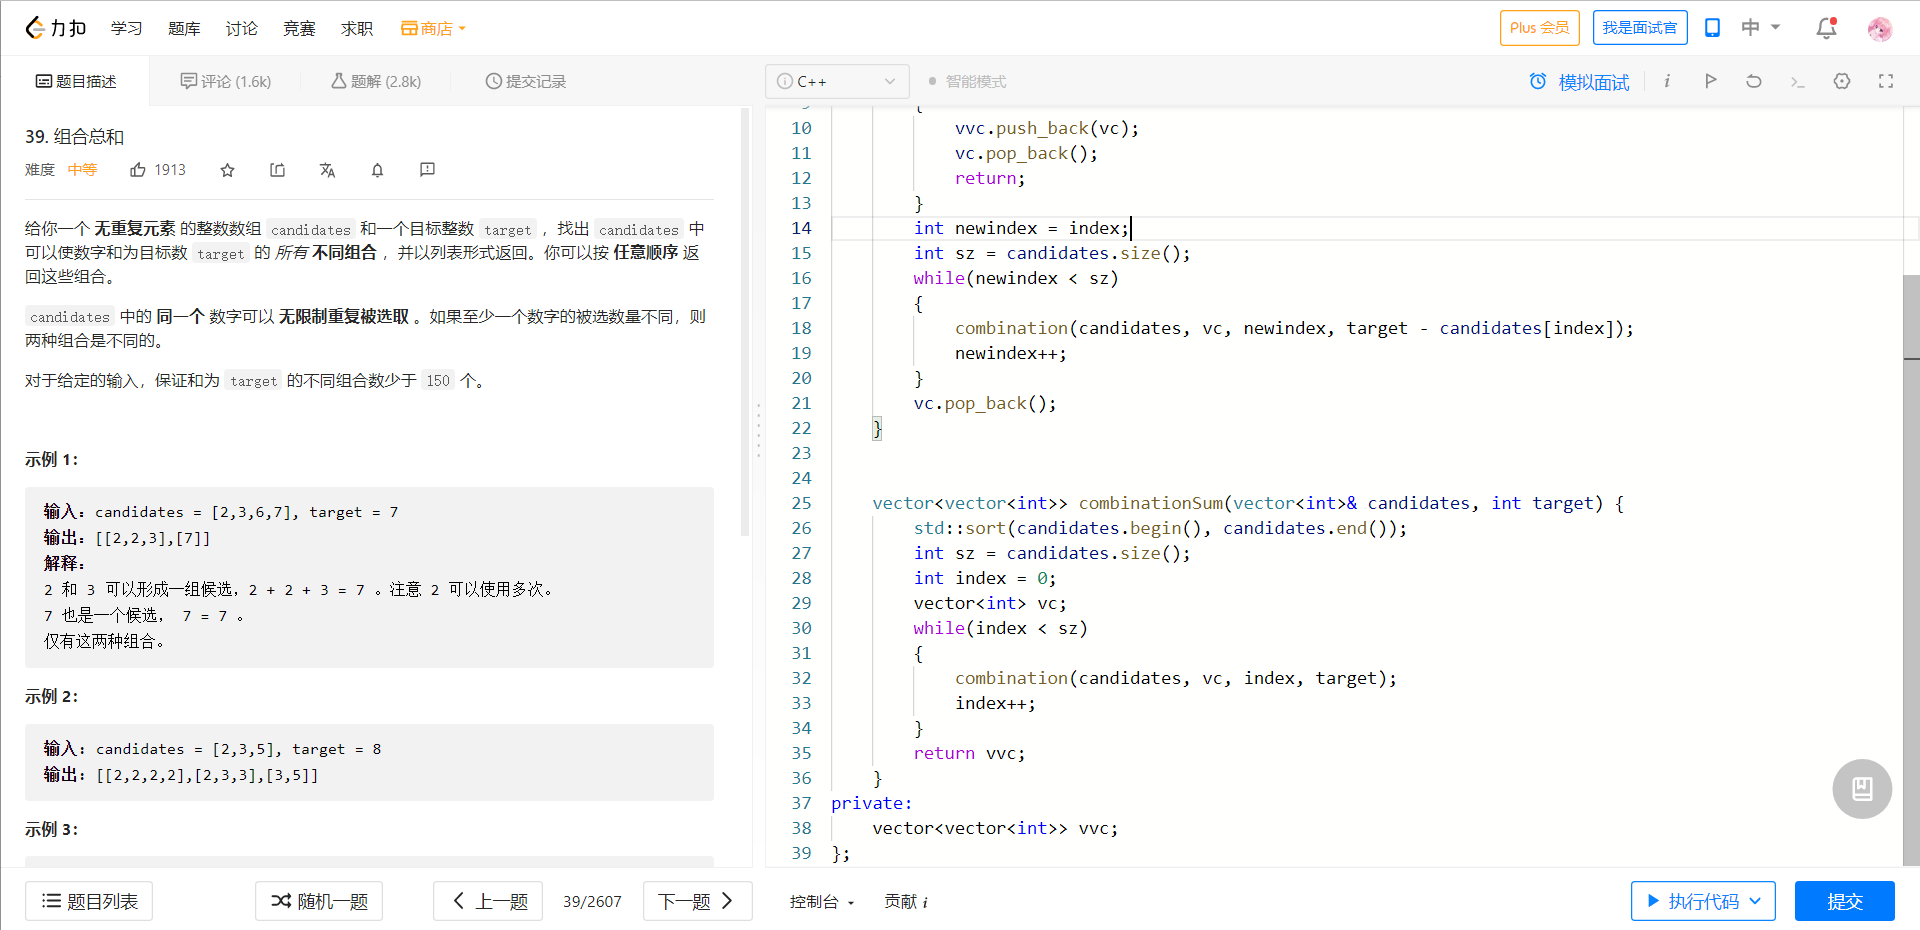 力扣 学习 题库 讨论 竞赛 求职 商店 Plus 会员 我是面试官 中
题目描述 评论 (1.6k) 题解 (2.8k) 提交记录
39. 组合总和
难度 中等 1913
给你一个 无重复元素 的整数数组 candidates 和一个目标整数 target ，找出 candidates 中
可以使数字和为目标数 target 的 所有 不同组合 ，并以列表形式返回。你可以按 任意顺序 返
回这些组合。
candidates 中的 同一个 数字可以 无限制重复被选取 。如果至少一个数字的被选数量不同，则
两种组合是不同的。
对于给定的输入，保证和为 target 的不同组合数少于 150 个。
示例 1：
输入：candidates = [2,3,6,7], target = 7
输出：[[2,2,3],[7]]
解释：
2 和 3 可以形成一组候选，2 + 2 + 3 = 7 。注意 2 可以使用多次。
7 也是一个候选， 7 = 7 。
仅有这两种组合。
示例 2：
输入：candidates = [2,3,5], target = 8
输出：[[2,2,2,2],[2,3,3],[3,5]]
示例 3：
C++ 智能模式 模拟面试
9 {
10 vvc.push_back(vc);
11 vc.pop_back();
12 return;
13 }
14 int newindex = index;
15 int sz = candidates.size();
16 while(newindex < sz)
17 {
18 combination(candidates, vc, newindex, target - candidates[index]);
19 newindex++;
20 }
21 vc.pop_back();
22 }
23
24
25 vector<vector<int>> combinationSum(vector<int>& candidates, int target) {
26 std::sort(candidates.begin(), candidates.end());
27 int sz = candidates.size();
28 int index = 0;
29 vector<int> vc;
30 while(index < sz)
31 {
32 combination(candidates, vc, index, target);
33 index++;
34 }
35 return vvc;
36 }
37 private:
38 vector<vector<int>> vvc;
39 };
题目列表 随机一题 上一题 39/2607 下一题 控制台 贡献 i 执行代码 提交